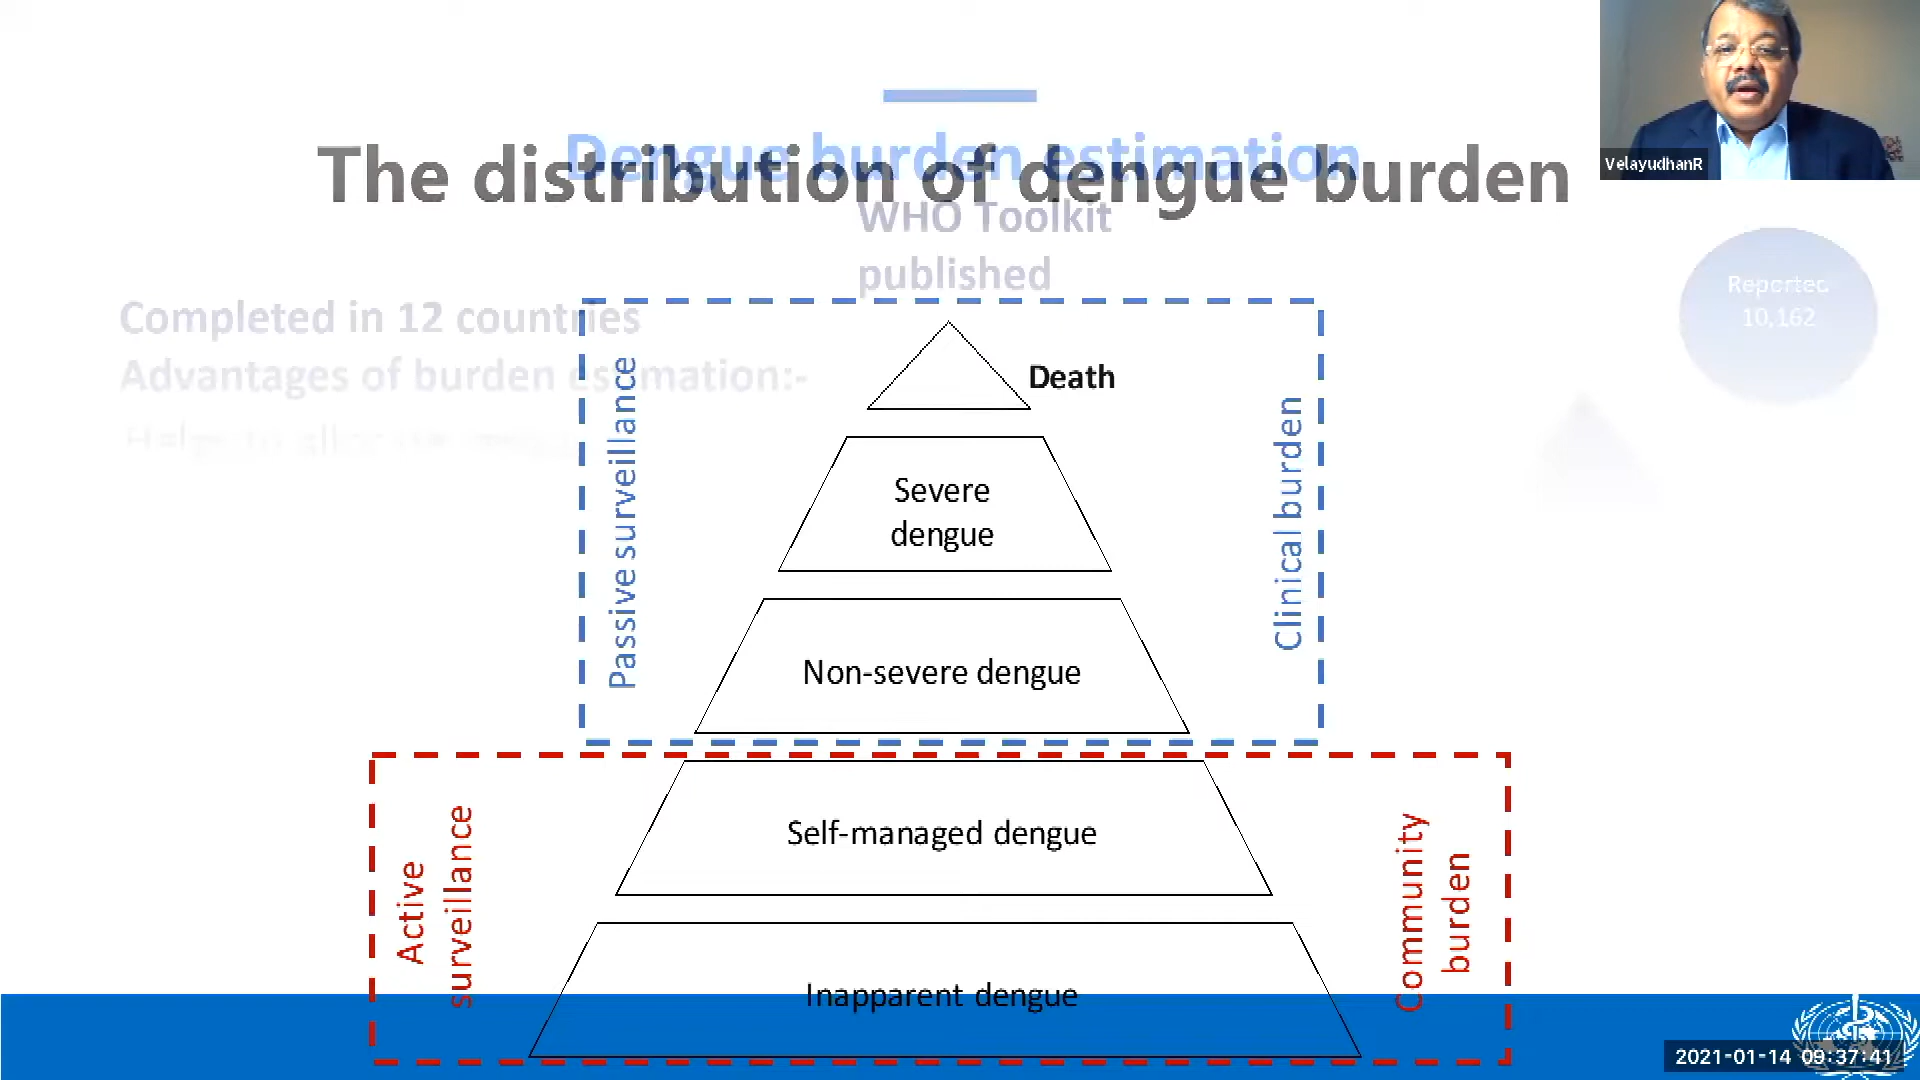 VelayudhanR
Dengue burden estimation
The distribution of dengue burden
WHO Toolkit
published
Reported
10,162
Completed in 12 countries
Advantages of burden estimation:-
Passive surveillance
Death
Clinical burden
Severe
dengue
Non-severe dengue
Active
surveillance
Self-managed dengue
Community
burden
Inapparent dengue
2021-01-14 09:37:41